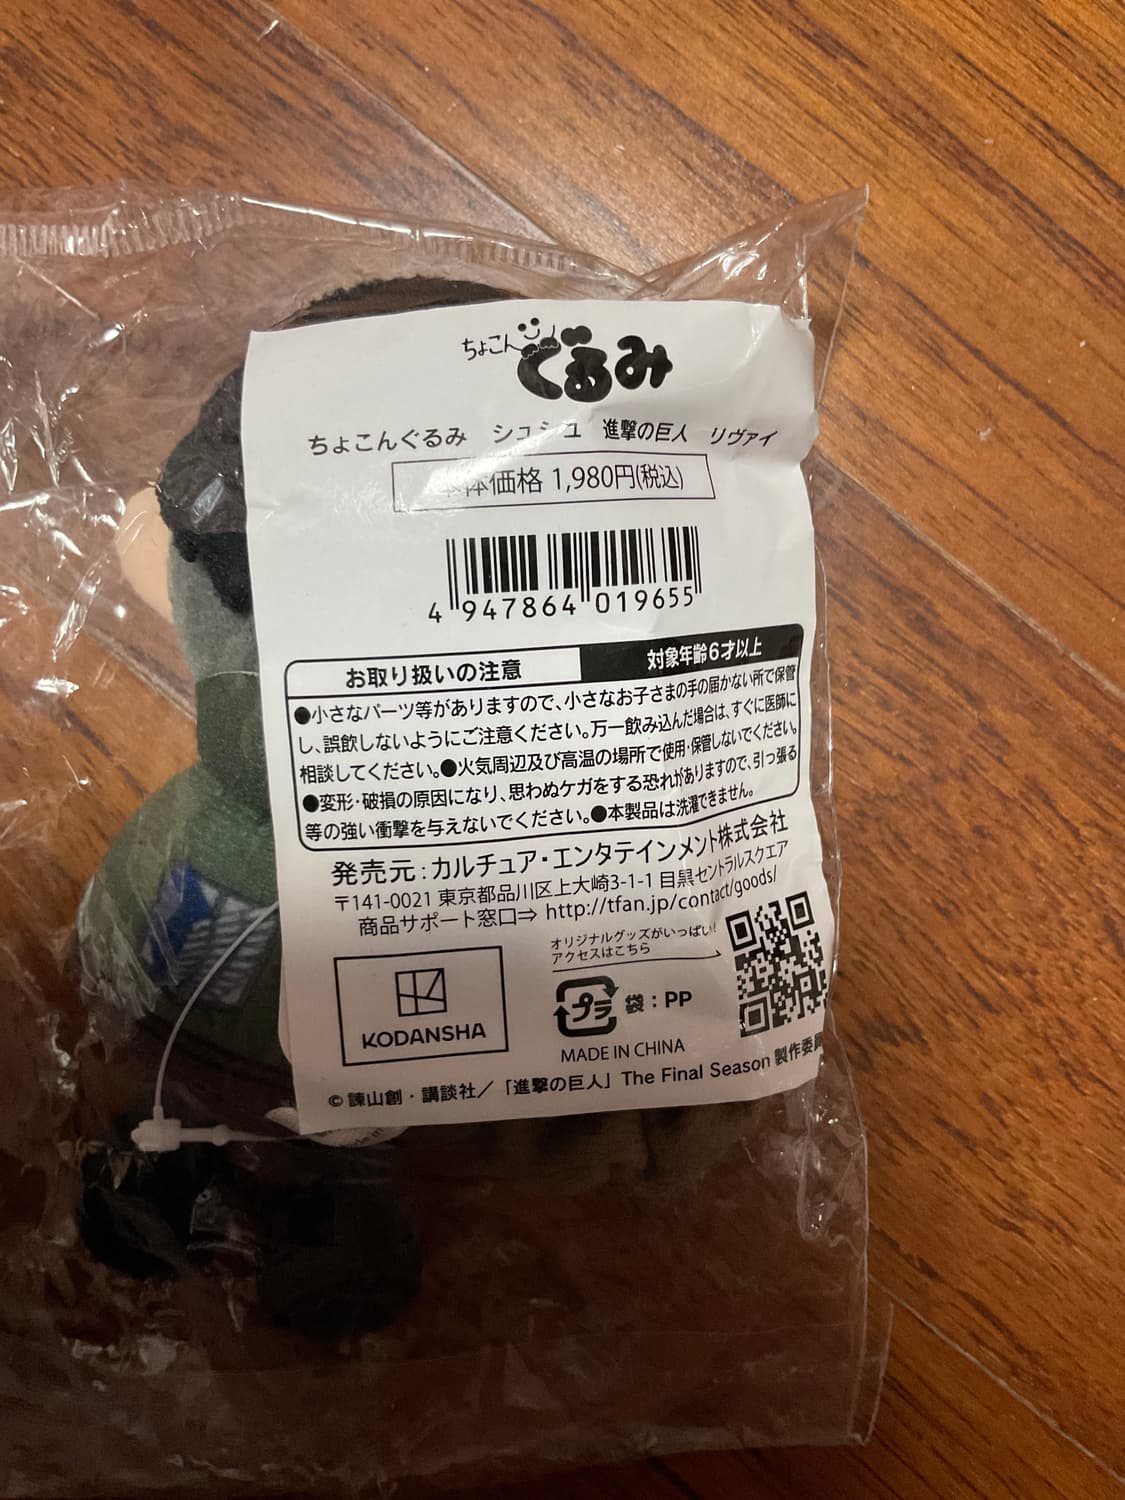 ちょこん
ぐるみ
ちょこんぐるみ シュシュ 進撃の巨人 リヴァイ
本体価格 1,980円(税込)
4 947864 019655
お取り扱いの注意
対象年齢6才以上
●小さなパーツ等がありますので、小さなお子さまの手の届かない所で保管
し、誤飲しないようにご注意ください。万一飲み込んだ場合は、すぐに医師に
相談してください。●火気周辺及び高温の場所で使用・保管しないでください。
●変形・破損の原因になり、思わぬケガをする恐れがありますので、引っ張る
等の強い衝撃を与えないでください。●本製品は洗濯できません。
発売元:カルチュア・エンタテインメント株式会社
〒141-0021 東京都品川区上大崎3-1-1 目黒セントラルスクエア
商品サポート窓口⇒ http://tfan.jp/contact/goods/
オリジナルグッズがいっぱい!
アクセスはこちら
KODANSHA
プラ 袋:PP
MADE IN CHINA
©諫山創・講談社/「進撃の巨人」The Final Season 製作委員